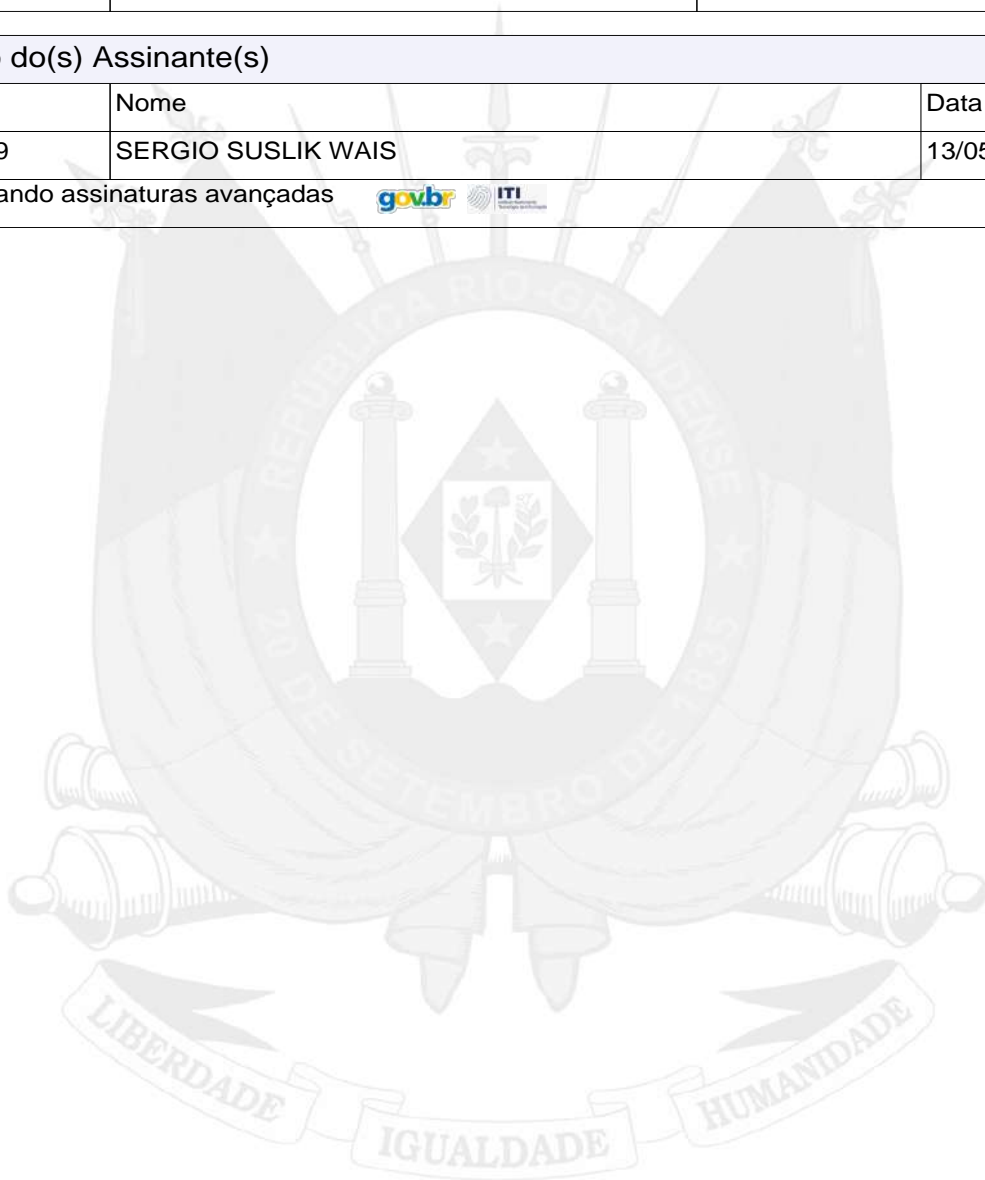 do(s) Assinante(s)
Nome
Data
9
SERGIO SUSLIK WAIS
13/05
ando assinaturas avançadas gov.br ITI
REPÚBLICA RIO-GRANDENSE
20 DE SETEMBRO DE 1835
LIBERDADE
IGUALDADE
HUMANIDADE